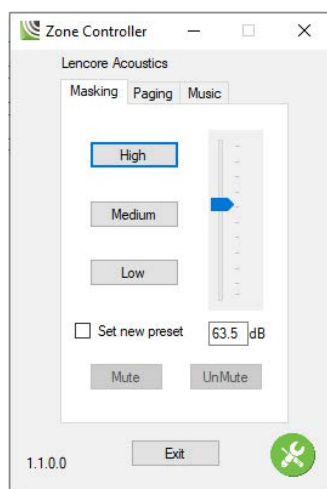 Zone Controller
Lencore Acoustics
Masking Paging Music
High
Medium
Low
Set new preset 63.5 dB
Mute UnMute
1.1.0.0 Exit